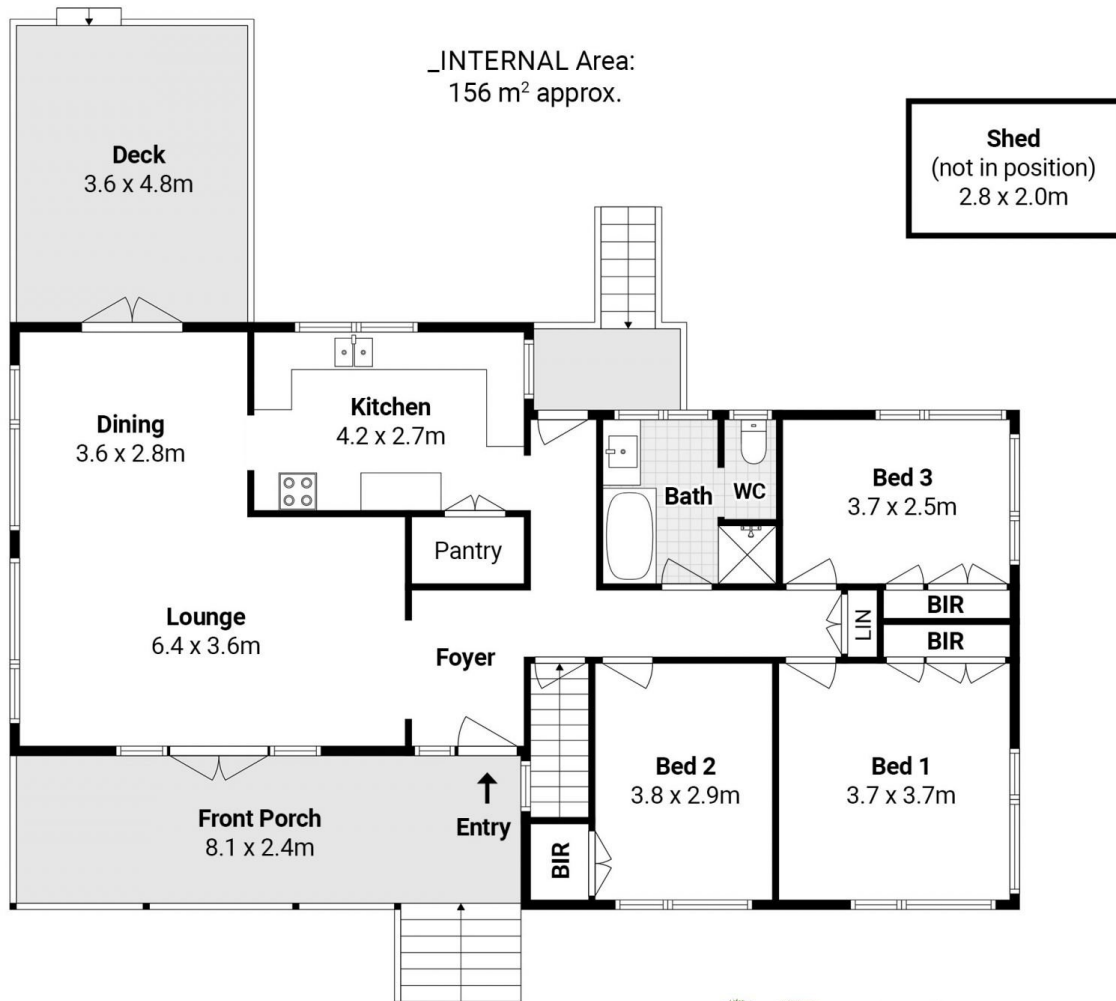 _INTERNAL Area:
156 m² approx.
Shed
(not in position)
2.8 x 2.0m
Deck
3.6 x 4.8m
Dining
3.6 x 2.8m
Kitchen
4.2 x 2.7m
Bath
WC
Bed 3
3.7 x 2.5m
Pantry
Lounge
6.4 x 3.6m
Foyer
LIN
BIR
BIR
Bed 2
3.8 x 2.9m
Bed 1
3.7 x 3.7m
Front Porch
8.1 x 2.4m
Entry
BIR